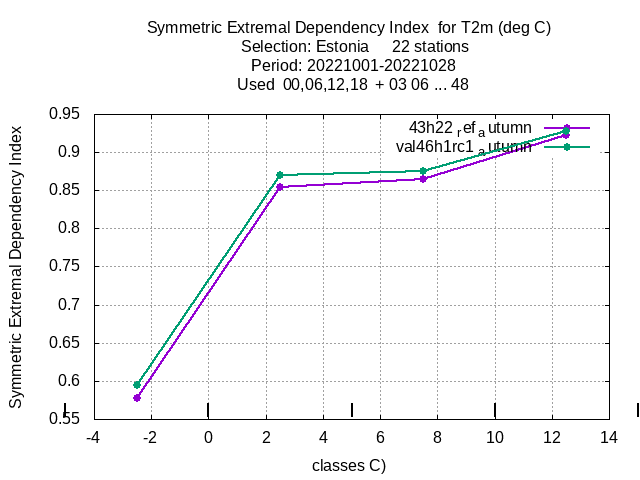 Symmetric Extremal Dependency Index  for T2m (deg C)
Selection: Estonia     22 stations
Period: 20221001-20221028
Used  00,06,12,18  + 03 06 ... 48
Symmetric Extremal Dependency Index
0.95
0.9
0.85
0.8
0.75
0.7
0.65
0.6
0.55
43h22 ref autumn
val46h1rc1 autumn
-4 -2 0 2 4 6 8 10 12 14
classes C)